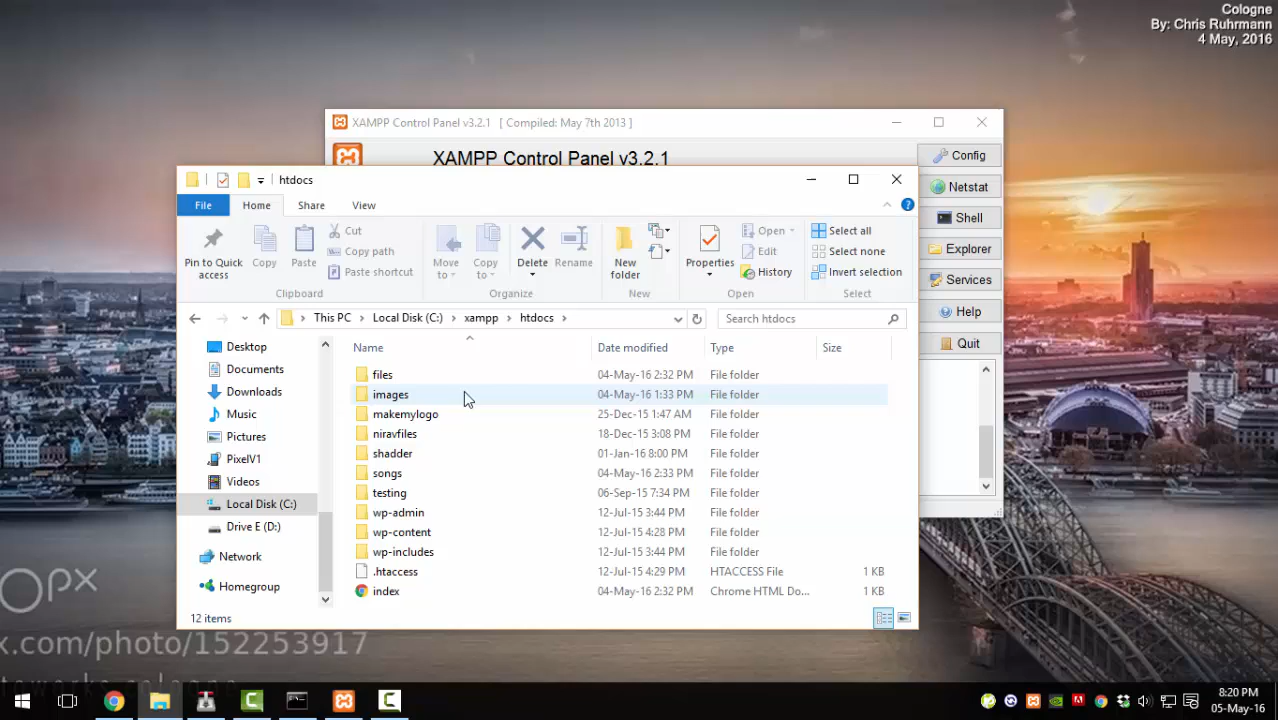 Cologne
By: Chris Ruhrmann
4 May, 2016
XAMPP Control Panel v3.2.1 [ Compiled: May 7th 2013 ]
XAMPP Control Panel v3.2.1
Config
Netstat
Shell
Explorer
Services
Help
Quit
htdocs
File Home Share View
Pin to Quick access
Copy
Paste
Cut
Copy path
Paste shortcut
Move to
Copy to
Delete
Rename
New folder
Properties
Open
Edit
History
Select all
Select none
Invert selection
Clipboard Organize New Open Select
This PC Local Disk (C:) xampp htdocs
Search htdocs
Desktop
Documents
Downloads
Music
Pictures
PixelV1
Videos
Local Disk (C:)
Drive E (D:)
Network
Homegroup
Name Date modified Type Size
files 04-May-16 2:32 PM File folder
images 04-May-16 1:33 PM File folder
makemylogo 25-Dec-15 1:47 AM File folder
niravfiles 18-Dec-15 3:08 PM File folder
shadder 01-Jan-16 8:00 PM File folder
songs 04-May-16 2:33 PM File folder
testing 06-Sep-15 7:34 PM File folder
wp-admin 12-Jul-15 3:44 PM File folder
wp-content 12-Jul-15 4:28 PM File folder
wp-includes 12-Jul-15 3:44 PM File folder
.htaccess 12-Jul-15 4:29 PM HTACCESS File 1 KB
index 04-May-16 2:32 PM Chrome HTML Do... 1 KB
12 items
x.com/photo/152253917
8:20 PM
05-May-16